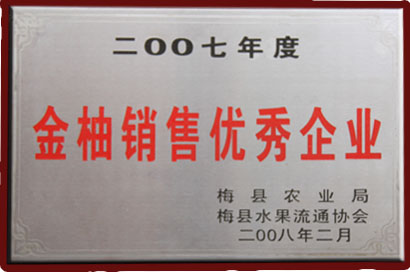 二OO七年度
金柚销售优秀企业
梅县农业局
梅县水果流通协会
二OO八年二月